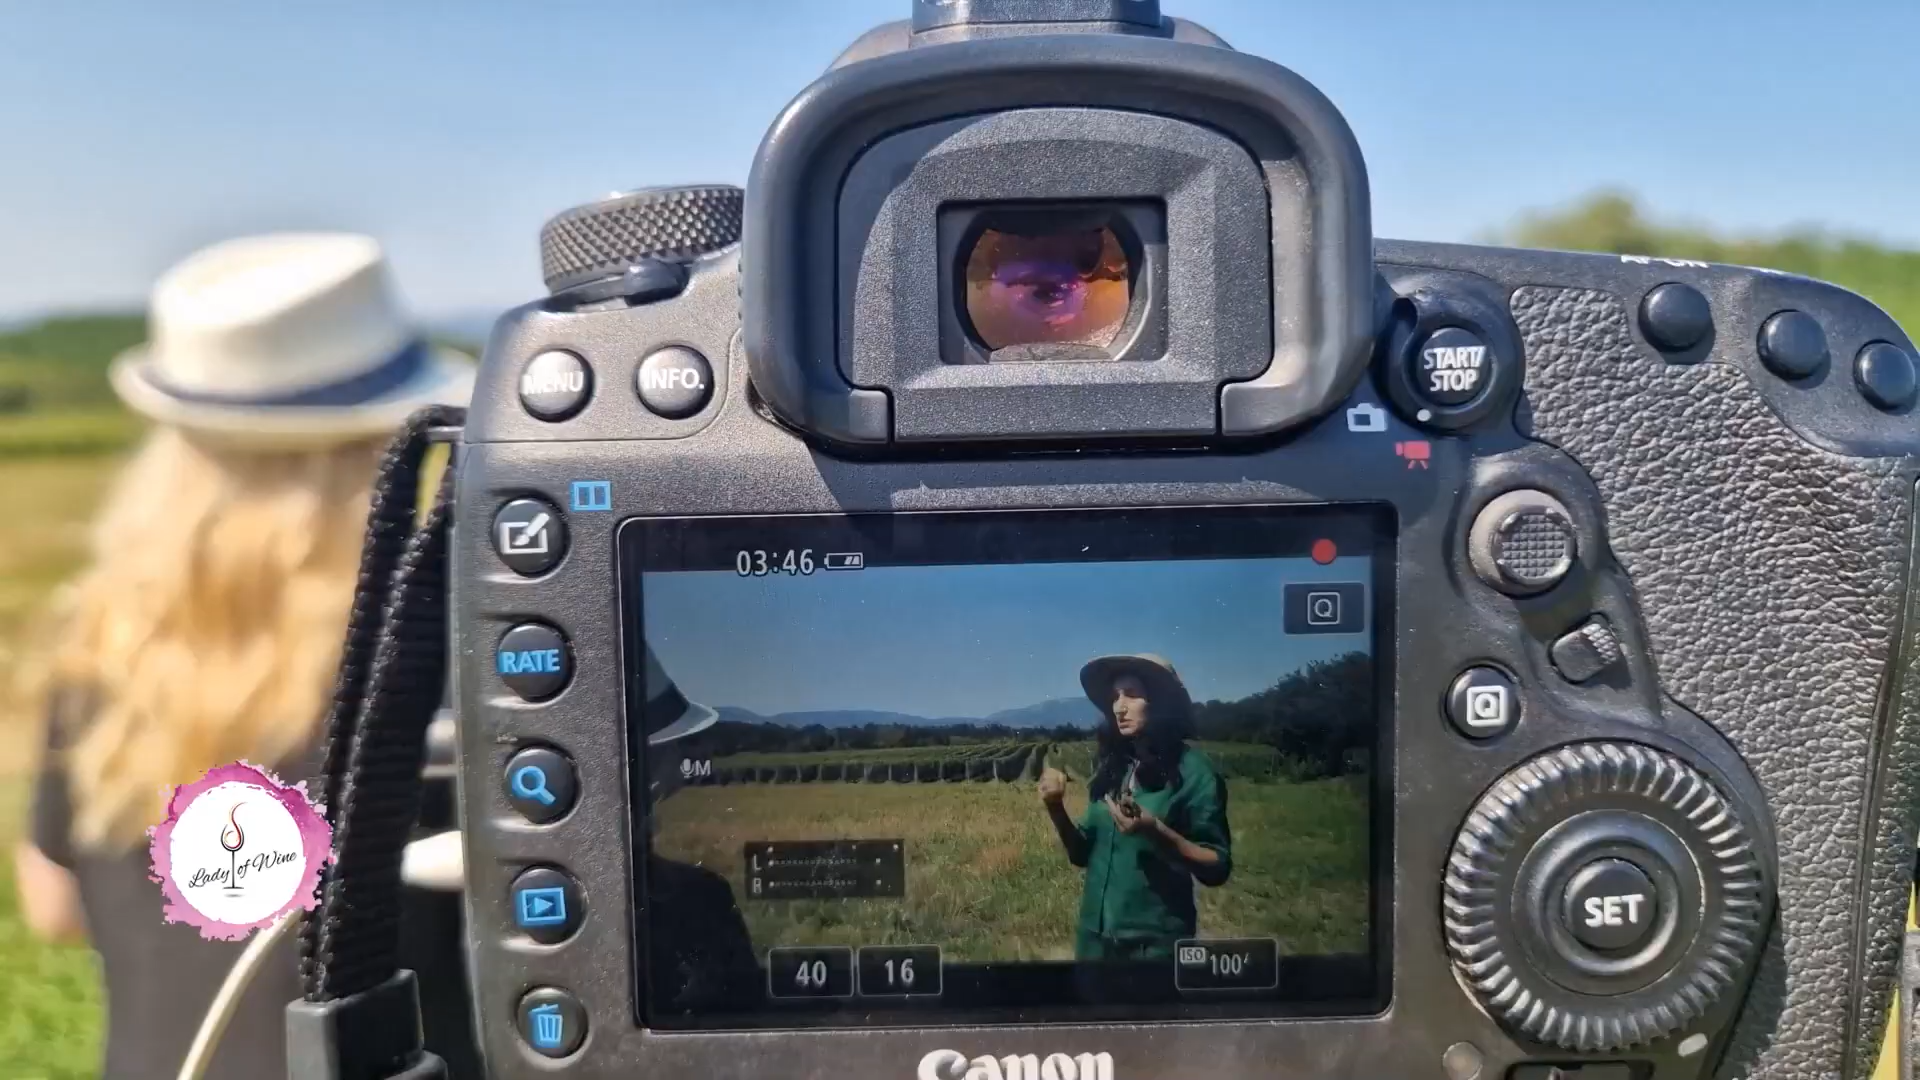 MENU
INFO.
START/
STOP
RATE
03:46
Q
M
L
R
40
16
ISO
100
Q
SET
Lady of Wine
Canon